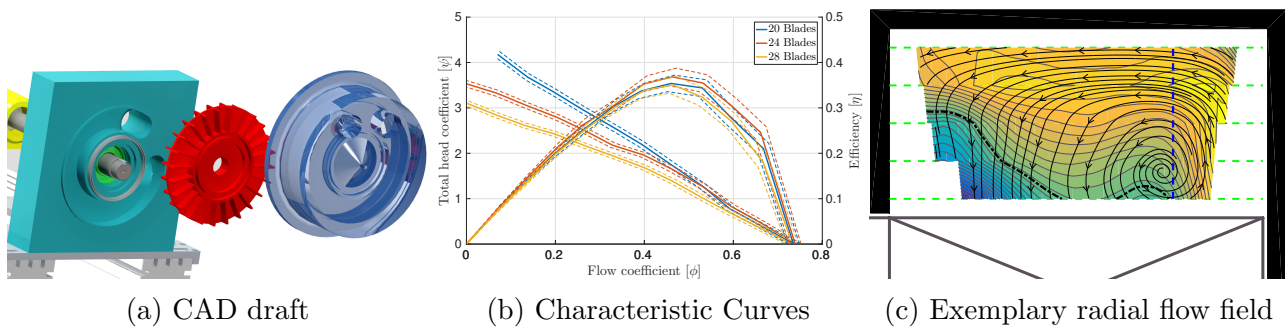 5
4
3
2
1
0
0
0.2
0.4
0.6
0.8
0.5
0.4
0.3
0.2
0.1
0
Total head coefficient [ψ]
Flow coefficient [ϕ]
Efficiency [η]
20 Blades
24 Blades
28 Blades
(a) CAD draft
(b) Characteristic Curves
(c) Exemplary radial flow field